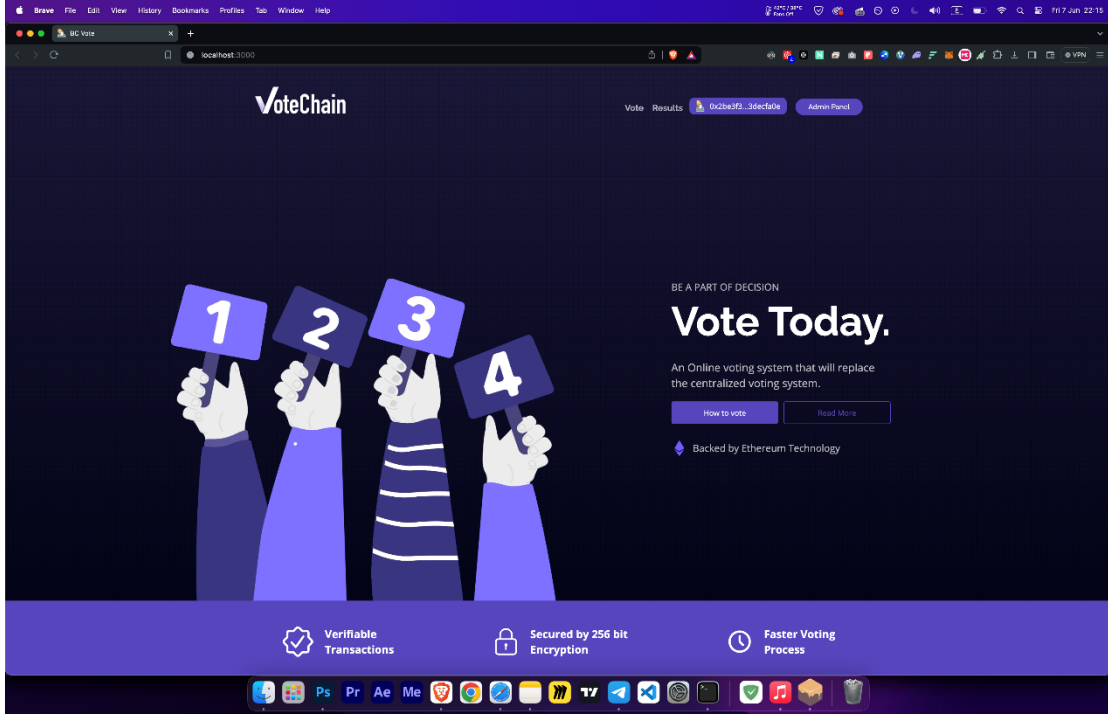 Brave File Edit View History Bookmarks Profiles Tab Window Help
Fans Off
Fri 7 Jun 22:15
BC Vote
localhost:3000
VPN
VoteChain
Vote Results 0x2be3f3...3decfa0e Admin Panel
1 2 3 4
BE A PART OF DECISION
Vote Today.
An Online voting system that will replace
the centralized voting system.
How to vote Read More
Backed by Ethereum Technology
Verifiable
Transactions
Secured by 256 bit
Encryption
Faster Voting
Process
Ps Pr Ae Me